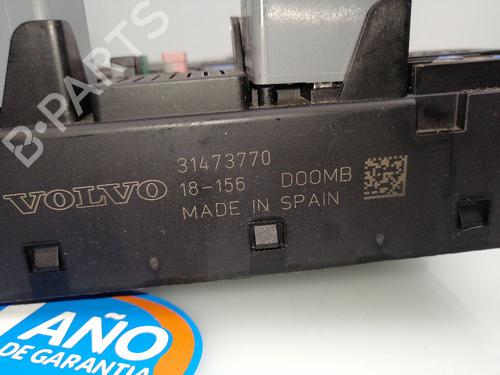 B-PARTS
31473770
VOLVO 18-156 DOOMB
MADE IN SPAIN
AÑO
DE GARANTIA